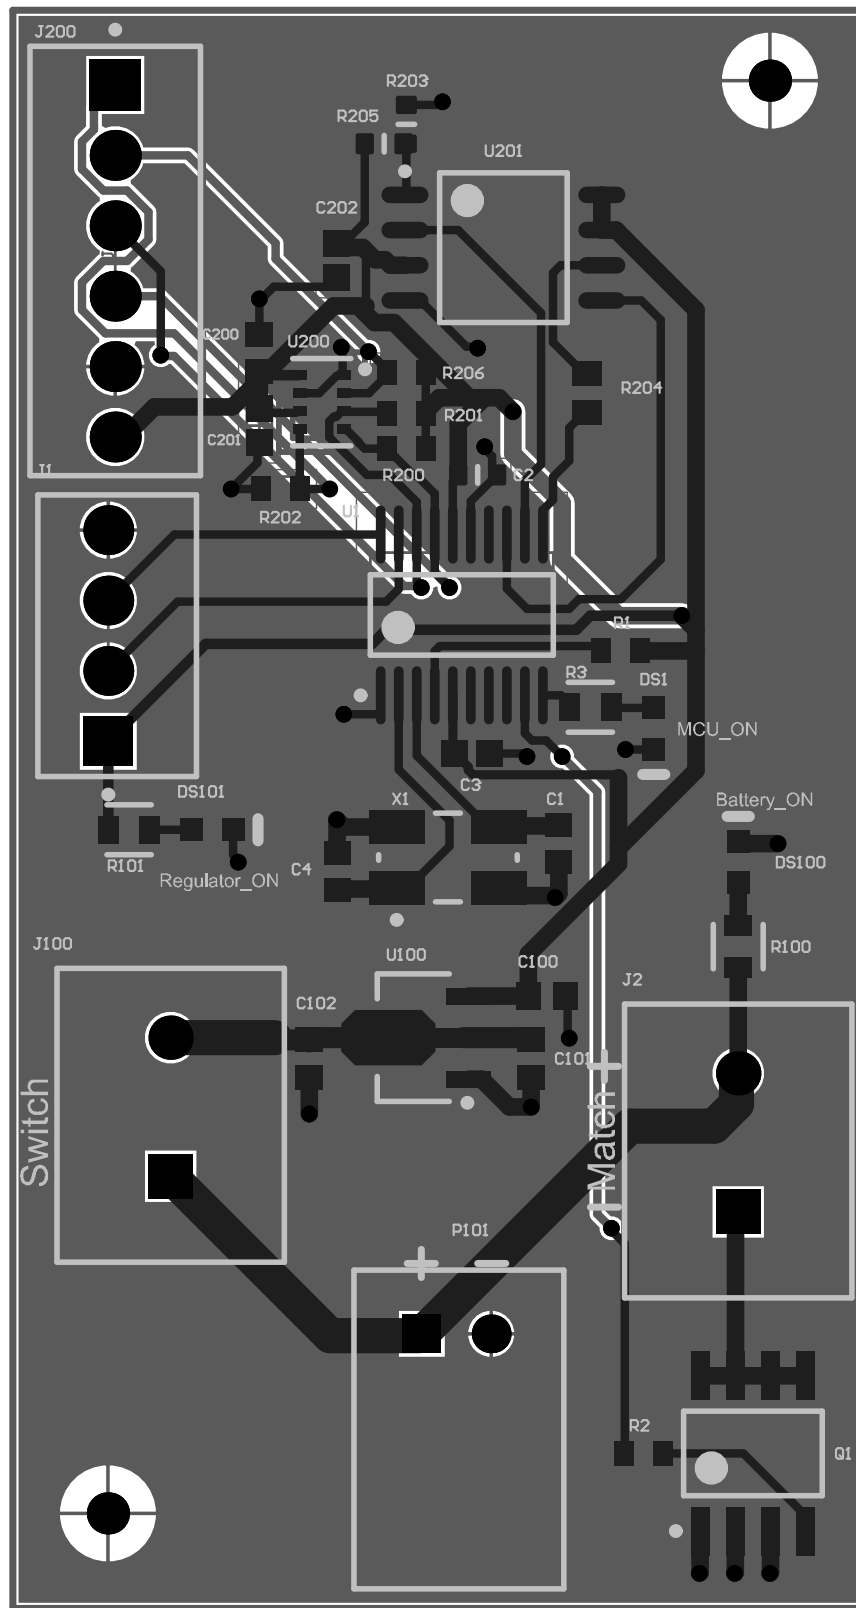 J200
R203
R205
U201
C202
C200
U200
R206
R204
R201
C201
J1
R200
C2
R202
U1
R1
R3
DS1
MCU_ON
C3
DS101
X1
C1
Battery_ON
R101
C4
DS100
Regulator_ON
J100
U100
C100
R100
J2
C102
C101
Switch
+ Match -
P101
+ -
R2
Q1